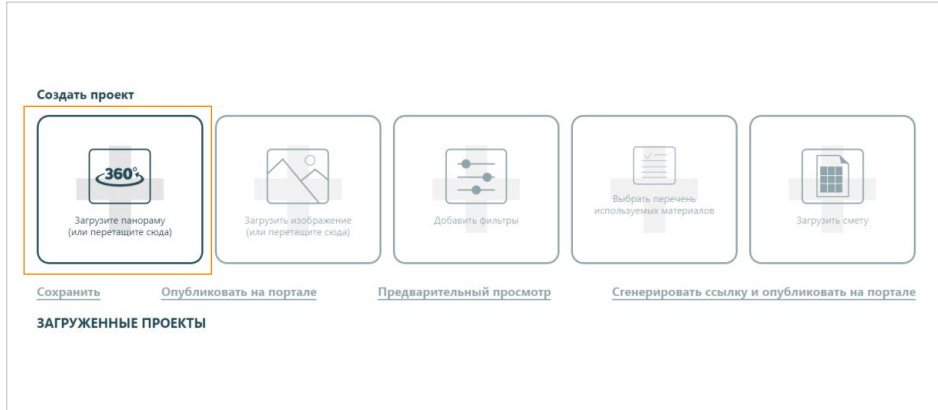 Создать проект
360°
Загрузите панораму
(или перетащите сюда)
Загрузить изображение
(или перетащите сюда)
Добавить фильтры
Выбрать перечень
используемых материалов
Загрузить смету
Сохранить
Опубликовать на портале
Предварительный просмотр
Сгенерировать ссылку и опубликовать на портале
ЗАГРУЖЕННЫЕ ПРОЕКТЫ